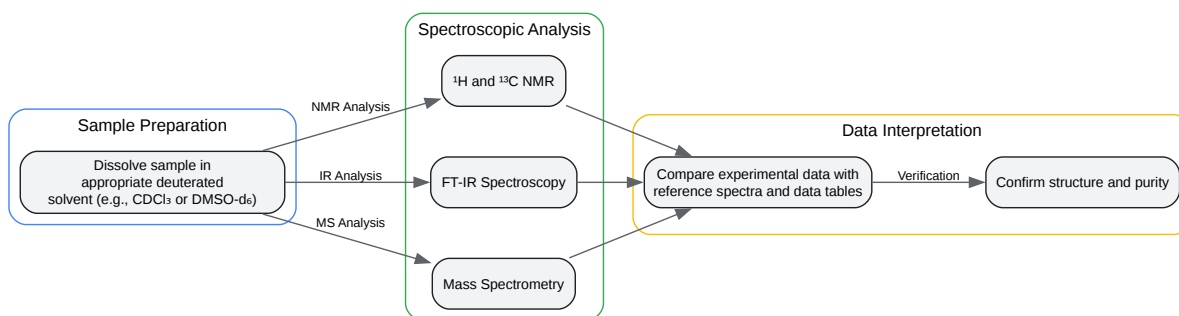 Spectroscopic Analysis
¹H and ¹³C NMR
NMR Analysis
Sample Preparation
Data Interpretation
Dissolve sample in
appropriate deuterated
solvent (e.g., CDCl₃ or DMSO-d₆)
IR Analysis
FT-IR Spectroscopy
Compare experimental data with
reference spectra and data tables
Verification
Confirm structure and purity
MS Analysis
Mass Spectrometry